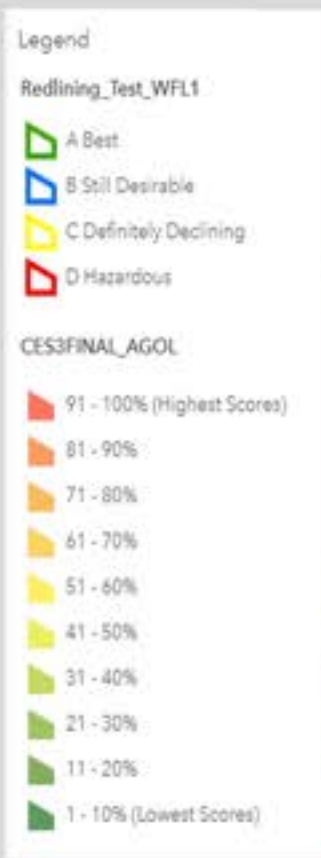 Legend
Redlining_Test_WFL1
A Best
B Still Desirable
C Definitely Declining
D Hazardous
CES3FINAL_AGOL
91 - 100% (Highest Scores)
81 - 90%
71 - 80%
61 - 70%
51 - 60%
41 - 50%
31 - 40%
21 - 30%
11 - 20%
1 - 10% (Lowest Scores)